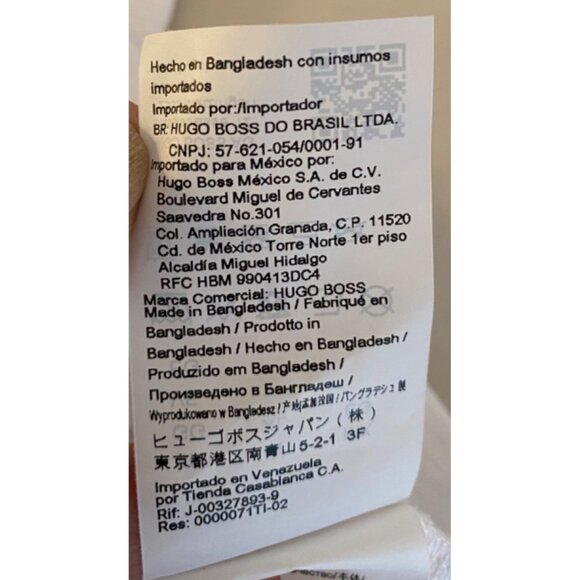 Hecho en Bangladesh con insumos
importados
Importado por:/Importador
BR: HUGO BOSS DO BRASIL LTDA.
CNPJ: 57-621-054/0001-91
Importado para México por:
Hugo Boss México S.A. de C.V.
Boulevard Miguel de Cervantes
Saavedra No.301
Col. Ampliación Granada, C.P. 11520
Cd. de México Torre Norte 1er piso
Alcaldía Miguel Hidalgo
RFC HBM 990413DC4
Marca Comercial: HUGO BOSS
Made in Bangladesh / Fabriqué en
Bangladesh / Prodotto in
Bangladesh / Hecho en Bangladesh /
Produzido em Bangladesh /
Произведено в Бангладеш /
Wyprodukowano w Bangladesz / 产地孟加拉国 / バングラデシュ 製
ヒューゴボスジャパン（株）
東京都港区南青山5-2-1 3F
Importado en Venezuela
por Tienda Casablanca C.A.
Rif: J-00327893-9
Res: 0000071TI-02